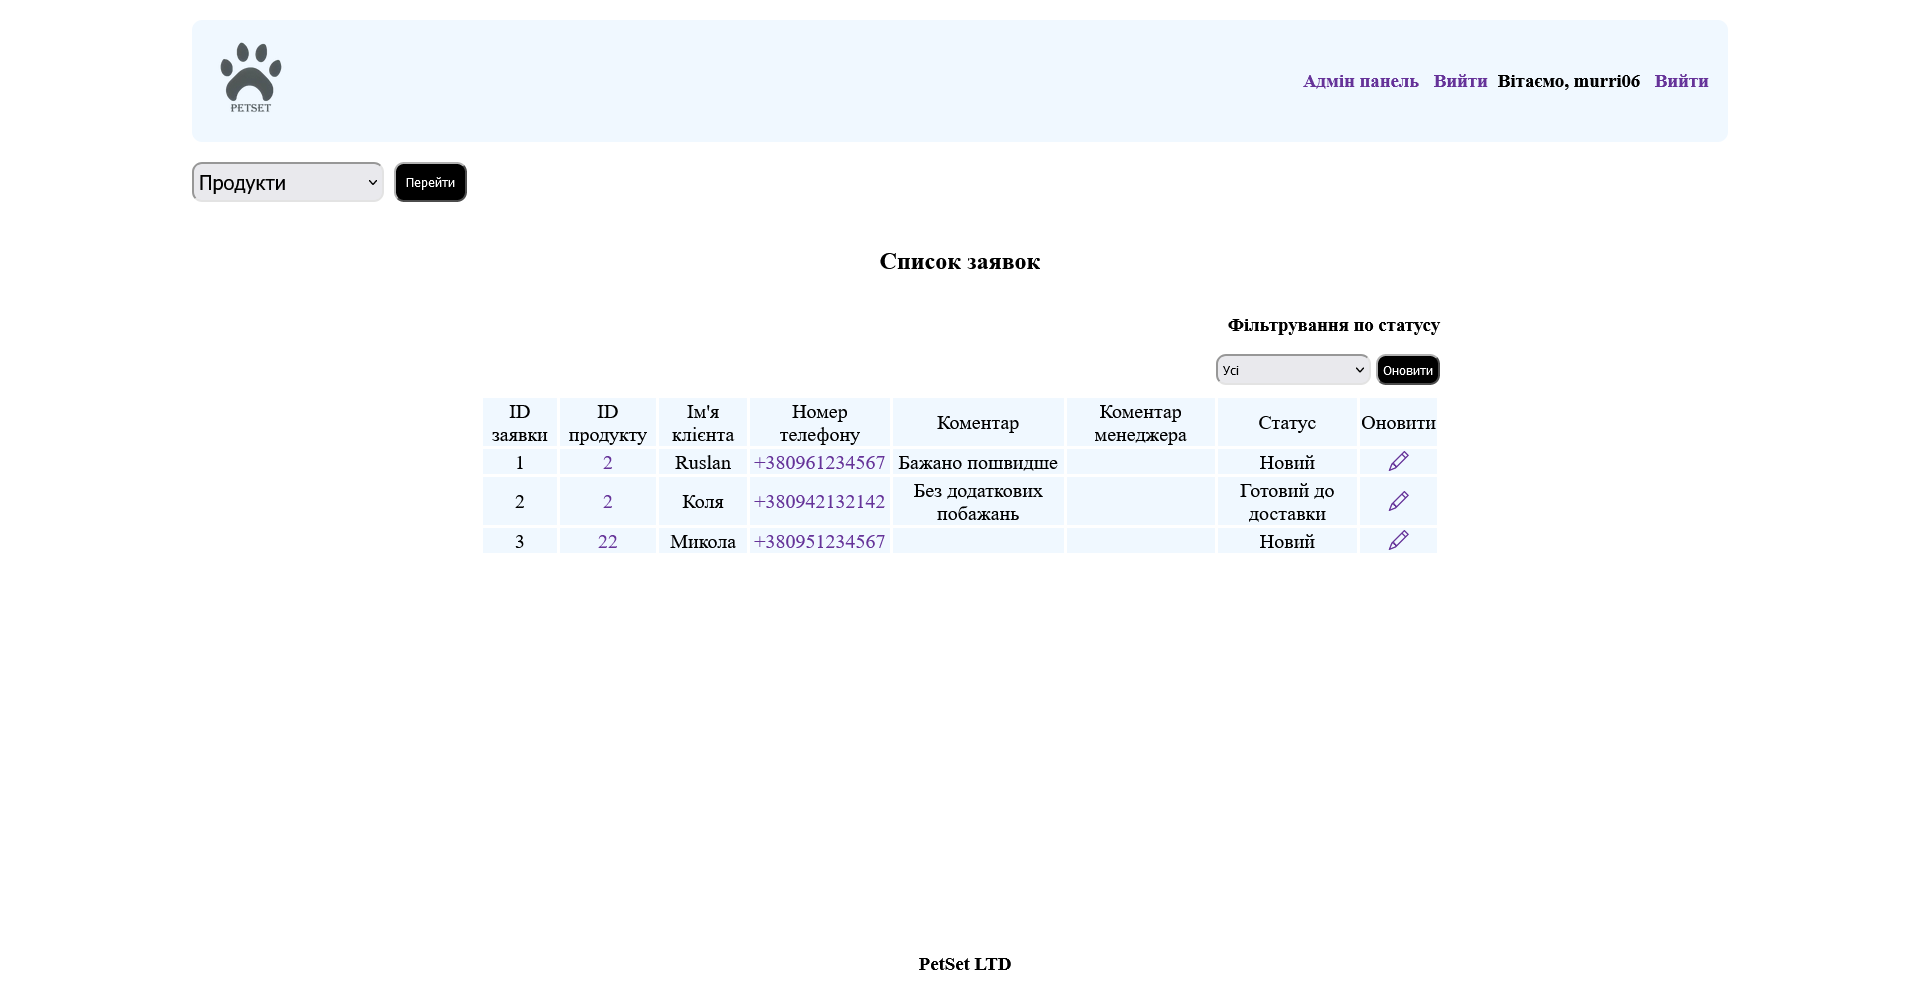 PETSET
Адмін панель Вийти Вітаємо, murri06 Вийти
Продукти Перейти
Список заявок
Фільтрування по статусу
Усі Оновити
ID заявки ID продукту Ім'я клієнта Номер телефону Коментар Коментар менеджера Статус Оновити
1 2 Ruslan +380961234567 Бажано пошвидше Новий
2 2 Коля +380942132142 Без додаткових побажань Готовий до доставки
3 22 Микола +380951234567 Новий
PetSet LTD